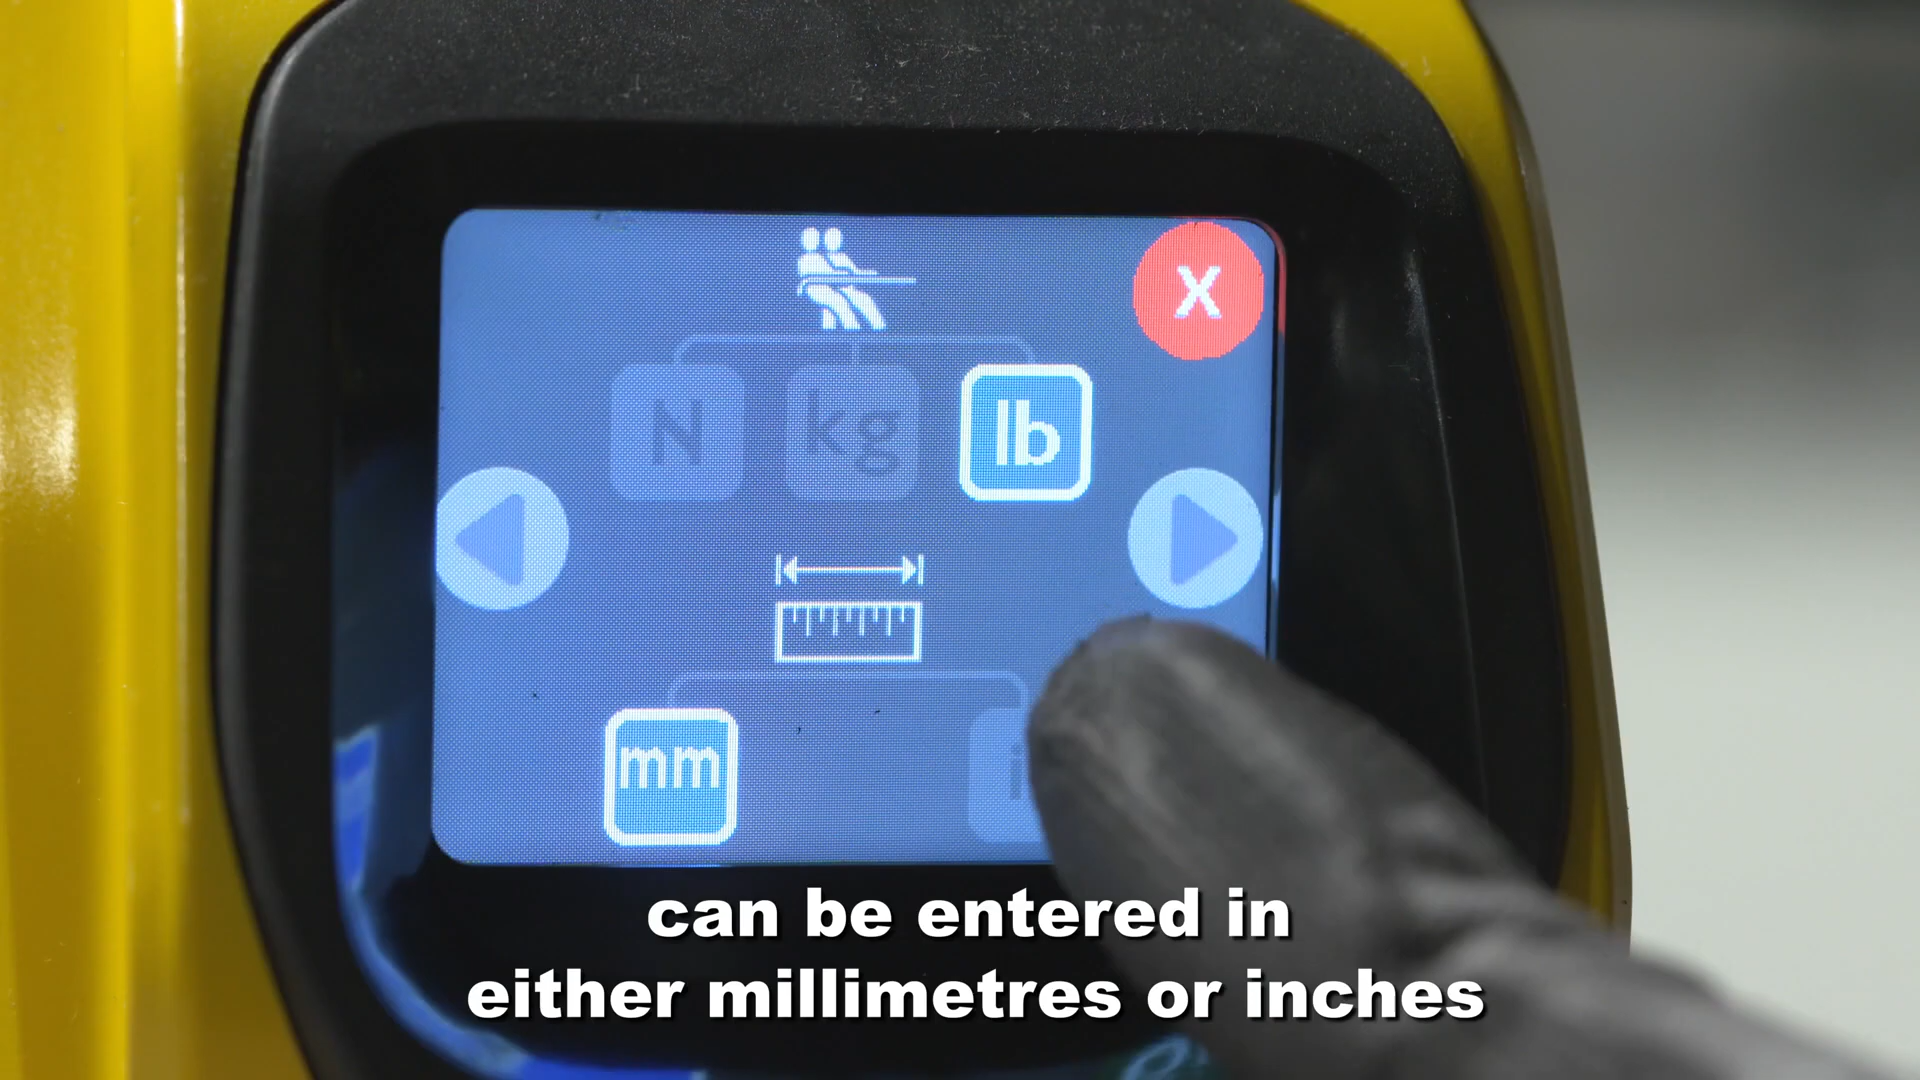 X
N kg lb
mm i
can be entered in
either millimetres or inches